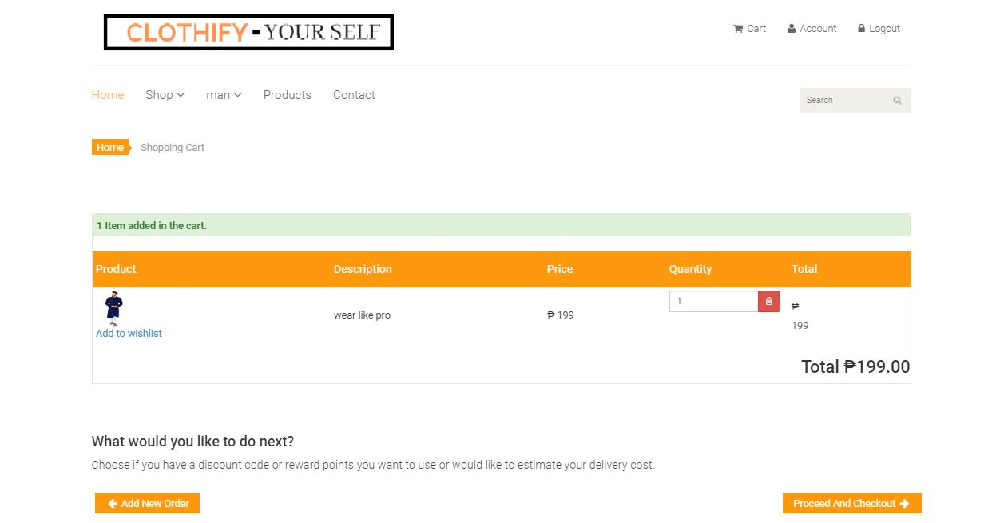 CLOTHIFY-YOUR SELF
Cart Account Logout
Home Shop man Products Contact
Search
Home Shopping Cart
1 Item added in the cart.
Product Description Price Quantity Total
wear like pro ₱ 199 1 ₱
199
Add to wishlist
Total ₱199.00
What would you like to do next?
Choose if you have a discount code or reward points you want to use or would like to estimate your delivery cost.
Add New Order Proceed And Checkout